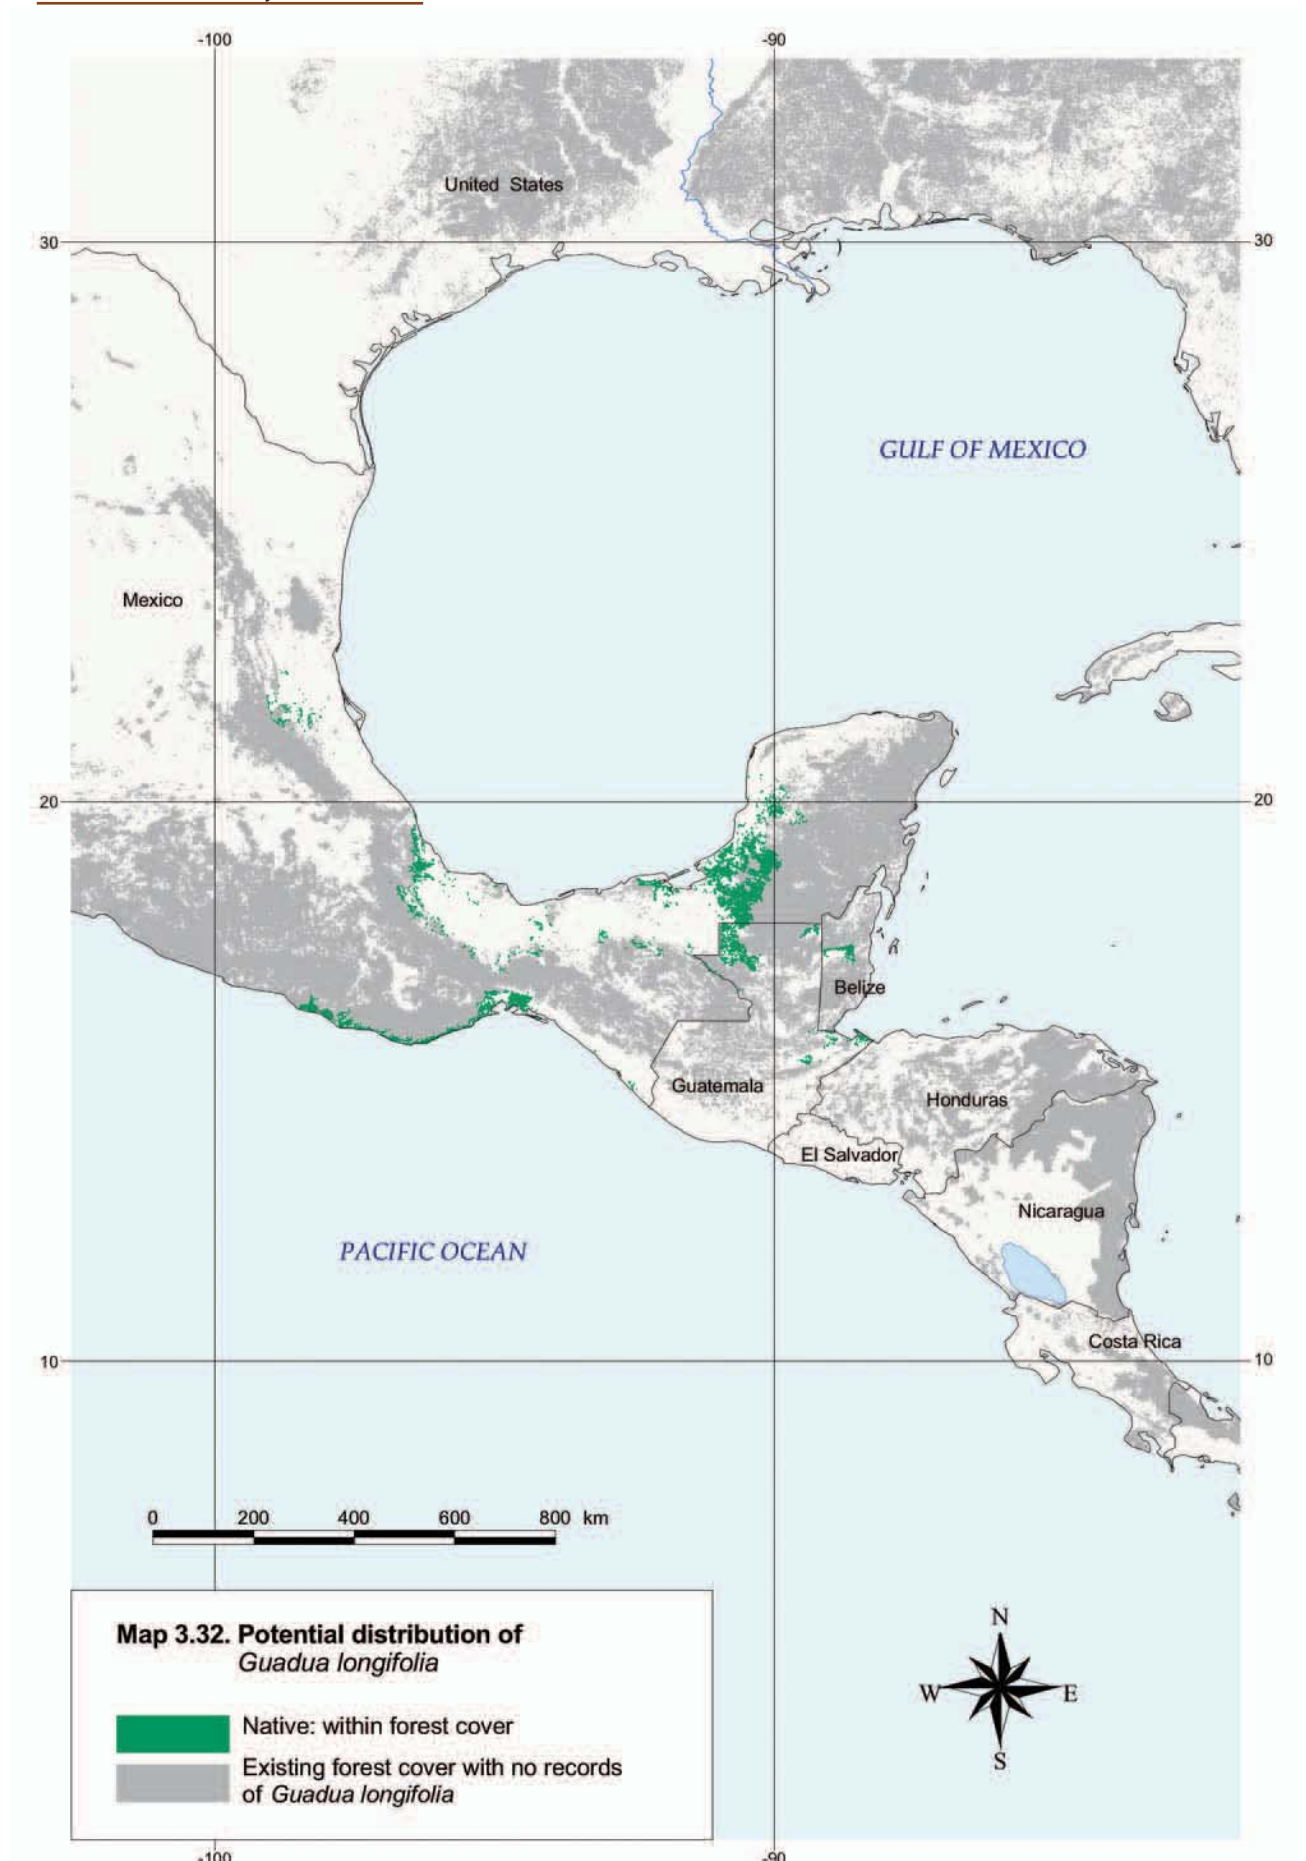 -100 -90
United States
30 30
GULF OF MEXICO
Mexico
20 20
Belize
Guatemala
Honduras
El Salvador
Nicaragua
PACIFIC OCEAN
Costa Rica
10 10
0 200 400 600 800 km
Map 3.32. Potential distribution of
Guadua longifolia
Native: within forest cover
Existing forest cover with no records
of Guadua longifolia
N
W E
S
-100 -90